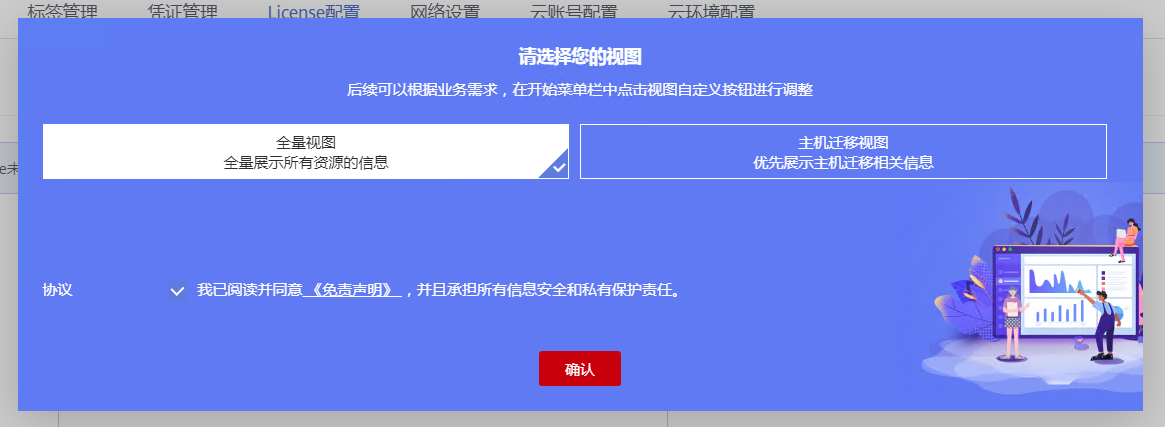 标签管理 凭证管理 License配置 网络设置 云账号配置 云环境配置
请选择您的视图
后续可以根据业务需求，在开始菜单栏中点击视图自定义按钮进行调整
全量视图
全量展示所有资源的信息
主机迁移视图
优先展示主机迁移相关信息
e未
协议
我已阅读并同意《免责声明》，并且承担所有信息安全和私有保护责任。
确认